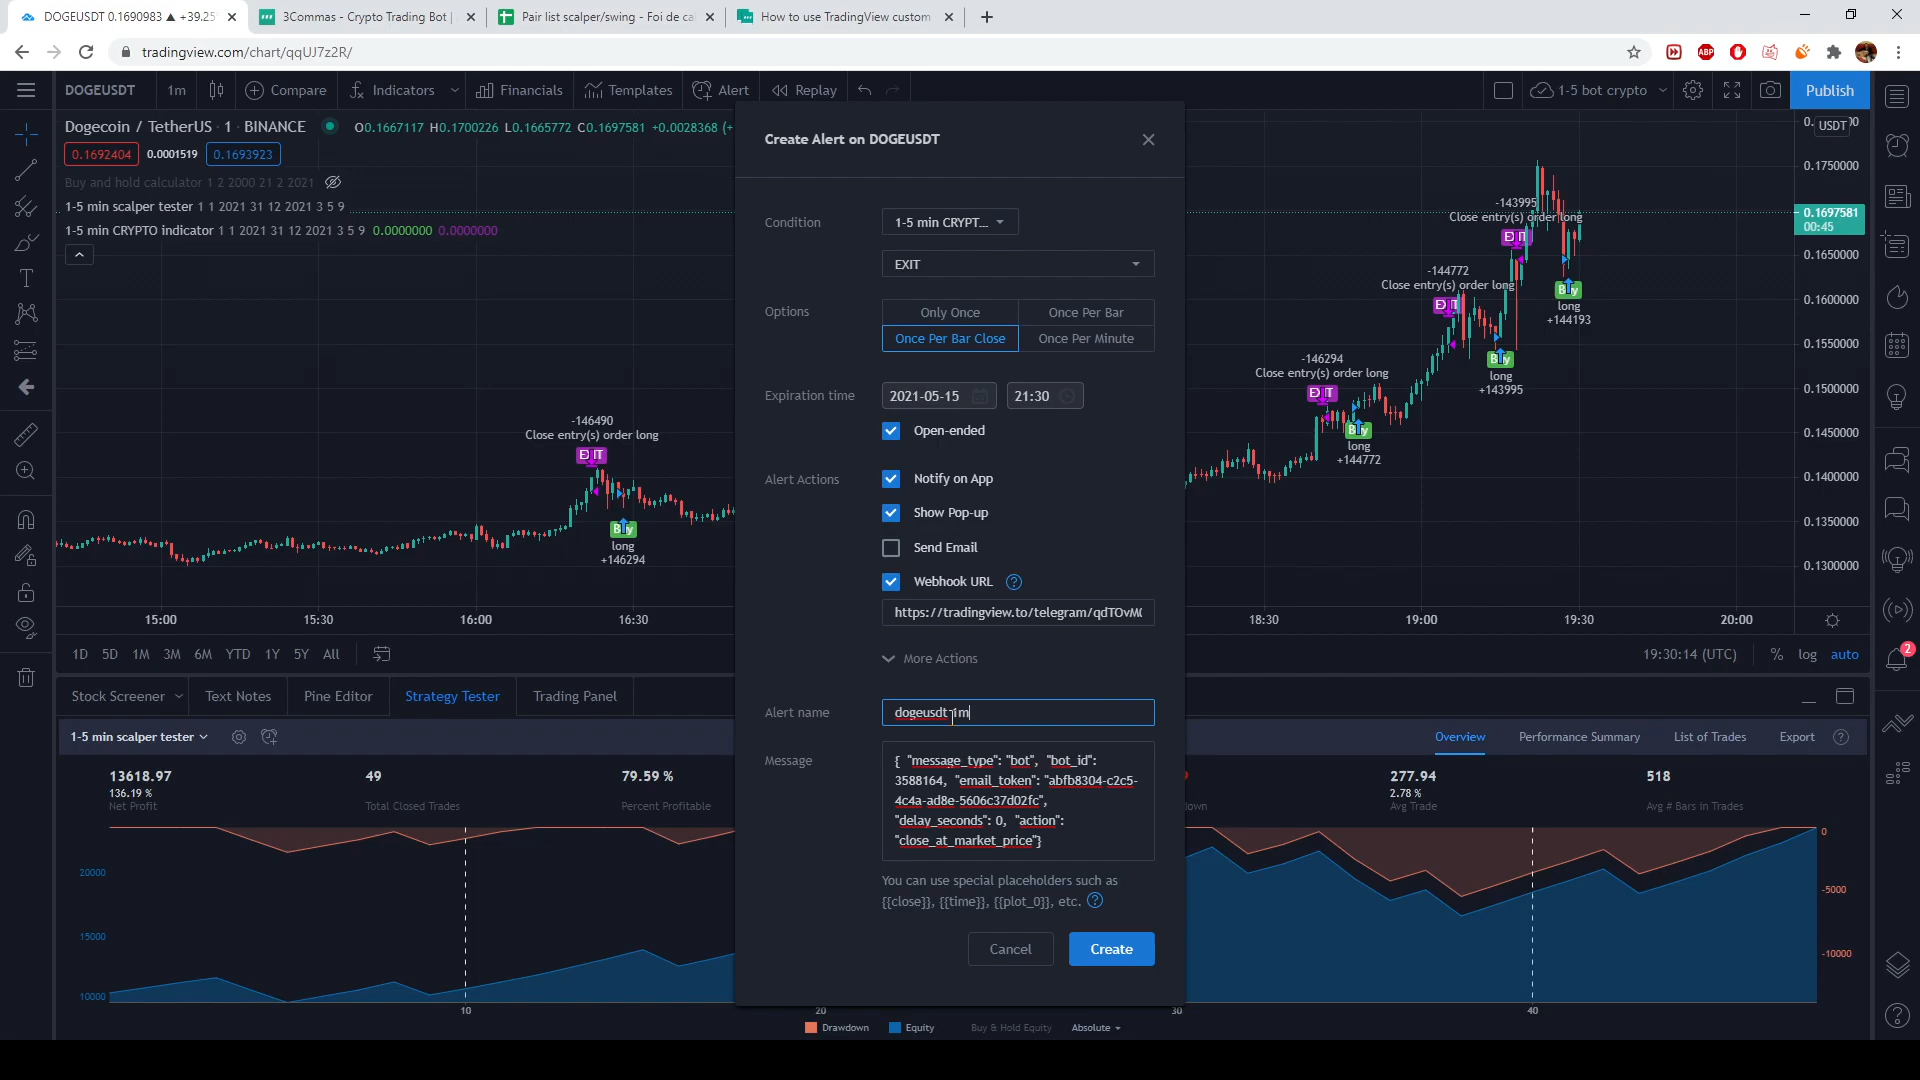 DOGEUSDT 0.1690983 ▲ +39.25
3Commas - Crypto Trading Bot |
Pair list scalper/swing - Foi de cal
How to use TradingView custom
tradingview.com/chart/qqUJ7z2R/
ABP
DOGEUSDT 1m Compare Indicators Financials Templates Alert Replay 1-5 bot crypto Publish
Dogecoin / TetherUS · 1 · BINANCE O0.1667117 H0.1700226 L0.1665772 C0.1697581 +0.0028368 (+
0.1692404 0.0001519 0.1693923
Buy and hold calculator 1 2 2000 21 2 2021
1-5 min scalper tester 1 1 2021 31 12 2021 3 5 9
1-5 min CRYPTO indicator 1 1 2021 31 12 2021 3 5 9 0.0000000 0.0000000
-146490
Close entry(s) order long
EXIT
Buy
long
+146294
-146294
Close entry(s) order long
EXIT
Buy
long
+144772
-144772
Close entry(s) order long
EXIT
Buy
long
+143995
-143995
Close entry(s) order long
EXIT
Buy
long
+144193
USDT
0.1750000
0.1697581
00:45
0.1650000
0.1600000
0.1550000
0.1500000
0.1450000
0.1400000
0.1350000
0.1300000
15:00 15:30 16:00 16:30 18:30 19:00 19:30 20:00
1D 5D 1M 3M 6M YTD 1Y 5Y All 19:30:14 (UTC) % log auto
2
Create Alert on DOGEUSDT
Condition 1-5 min CRYPT...
EXIT
Options Only Once Once Per Bar
Once Per Bar Close Once Per Minute
Expiration time 2021-05-15 21:30
Open-ended
Alert Actions Notify on App
Show Pop-up
Send Email
Webhook URL
https://tradingview.to/telegram/qdTOvM
More Actions
Alert name dogeusdt 1m
Message { "message_type": "bot", "bot_id":
3588164, "email_token": "abfb8304-c2c5-
4c4a-ad8e-5606c37d02fc",
"delay_seconds": 0, "action":
"close_at_market_price"}
You can use special placeholders such as
{{close}}, {{time}}, {{plot_0}}, etc.
Cancel Create
Stock Screener Text Notes Pine Editor Strategy Tester Trading Panel
1-5 min scalper tester Overview Performance Summary List of Trades Export
13618.97 49 79.59 % 277.94 518
136.19 % 2.78 %
Net Profit Total Closed Trades Percent Profitable Avg Trade Avg # Bars in Trades
20000
15000
10000
0
-5000
-10000
10 20 30 40
Drawdown Equity Buy & Hold Equity Absolute